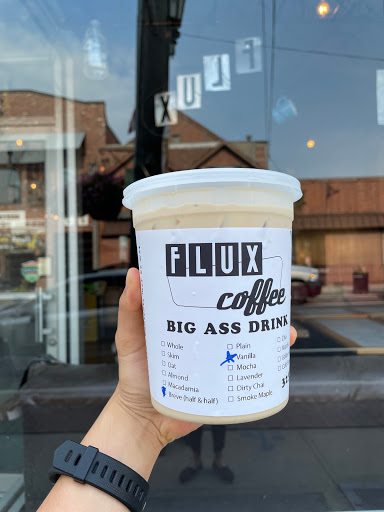 FLUX
FLUX
coffee
BIG ASS DRINK
Whole
Skim
Oat
Almond
Macadamia
Breve (half & half)
Plain
Vanilla
Mocha
Lavender
Dirty Chai
Smoke Maple